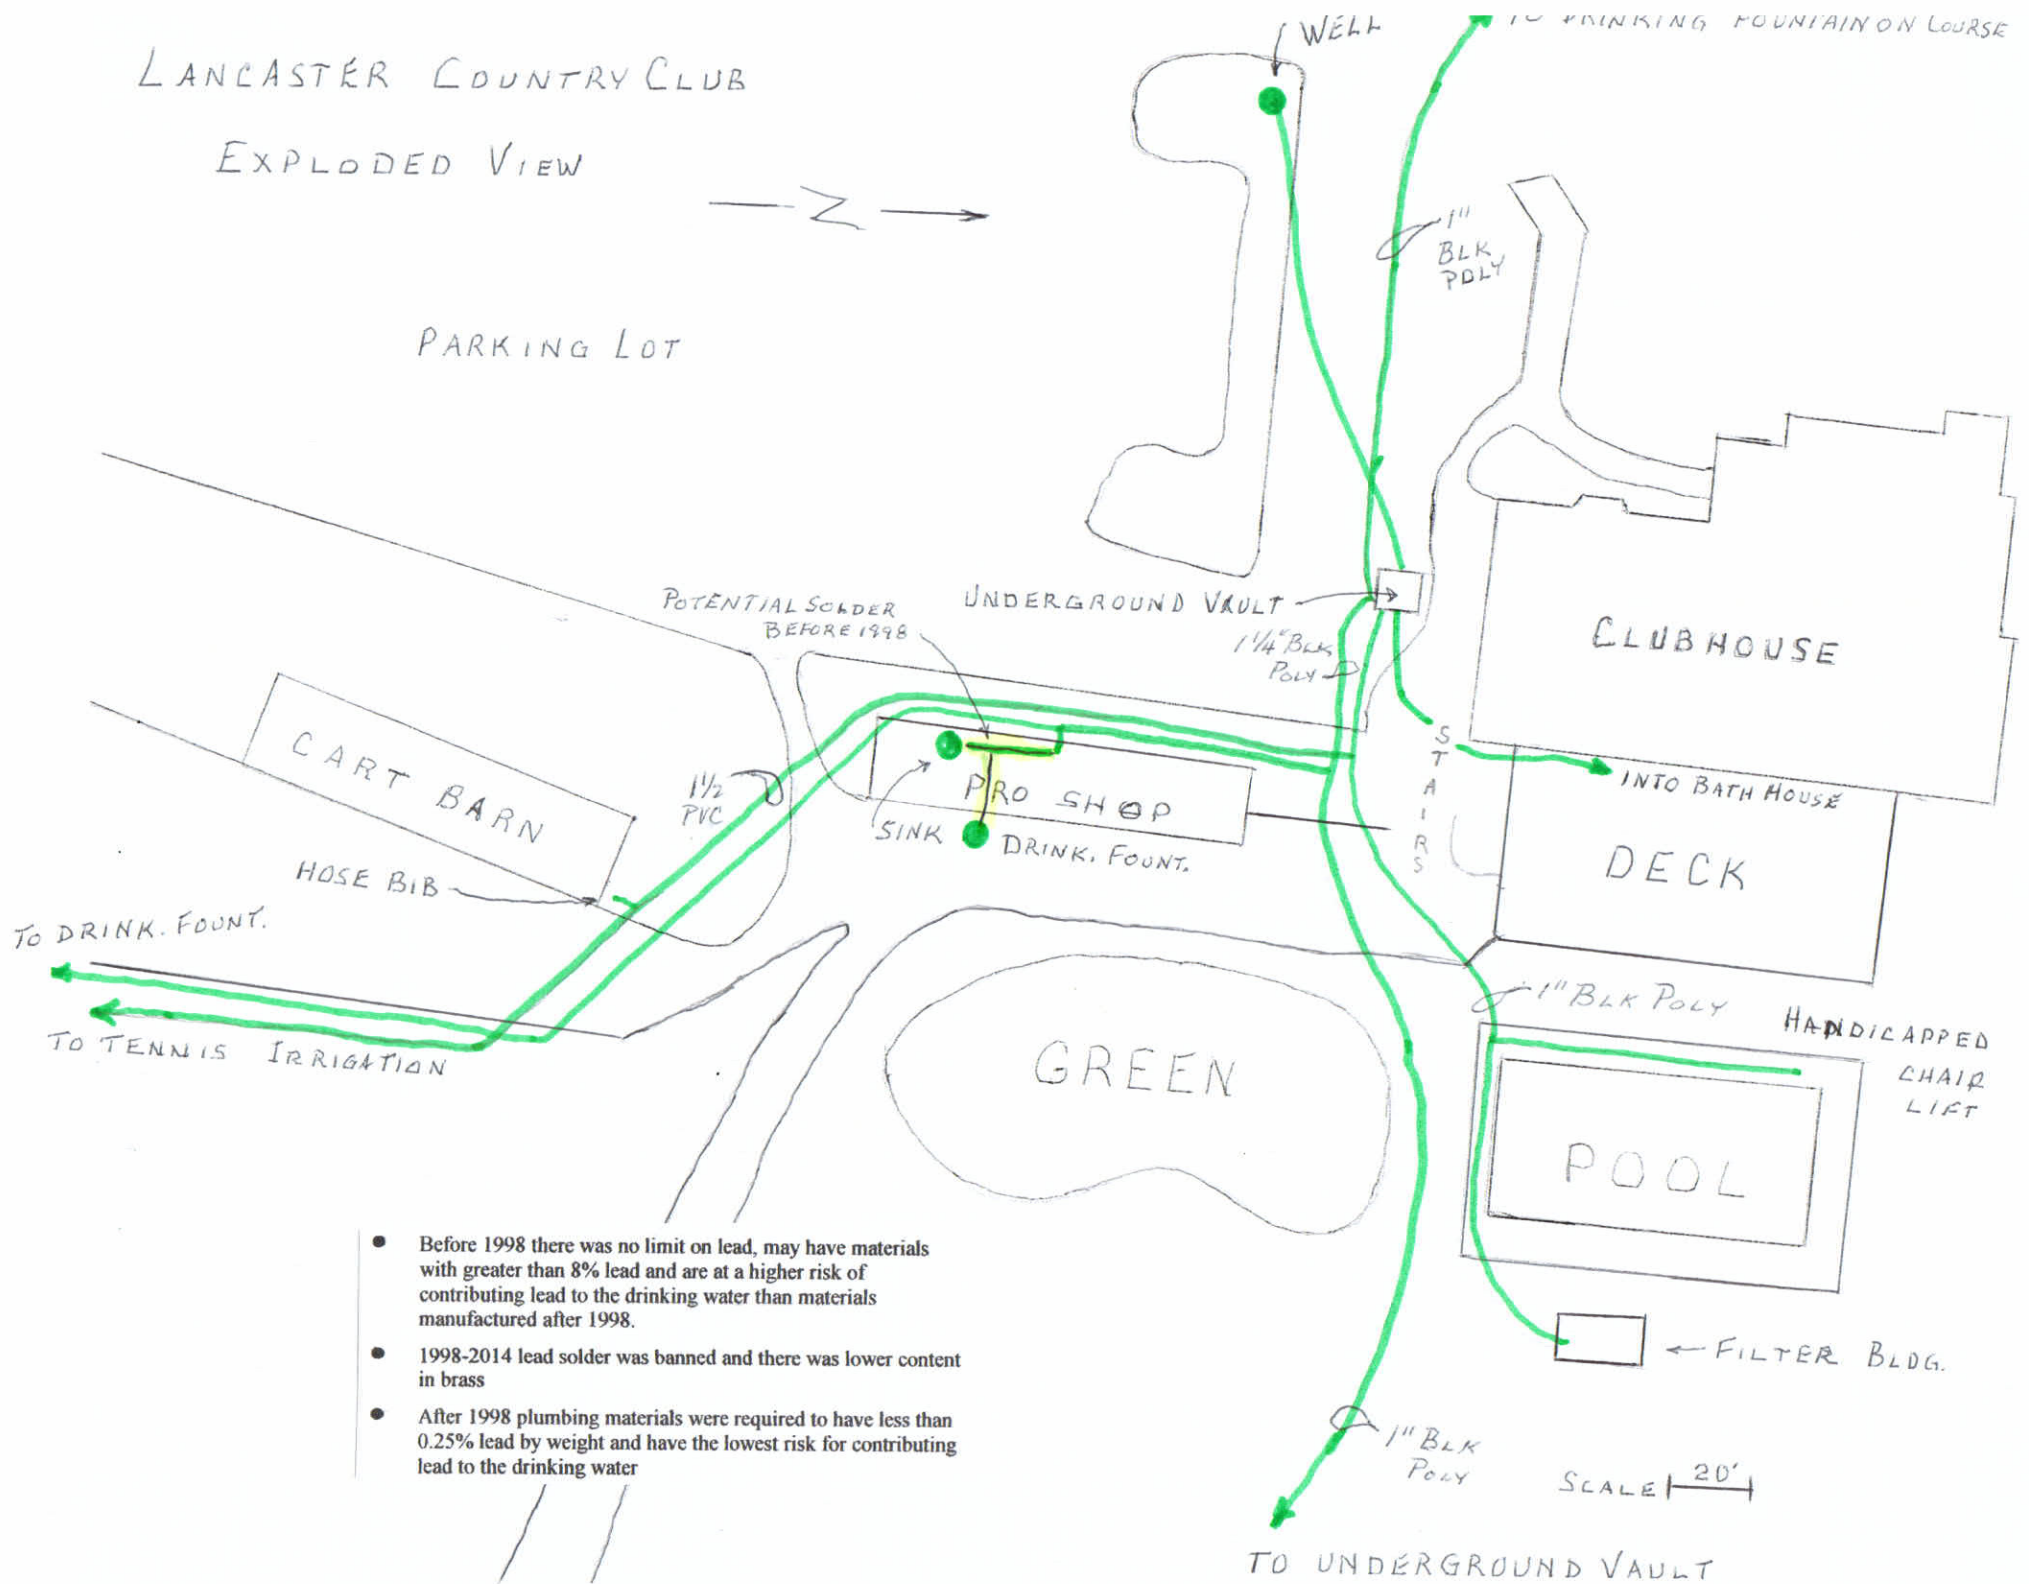 WELL
TO DRINKING FOUNTAIN ON COURSE
LANCASTER COUNTRY CLUB
EXPLODED VIEW
N
1"
BLK
POLY
PARKING LOT
POTENTIAL SOLDER
BEFORE 1998
UNDERGROUND VAULT
1 1/4" BLK
POLY
CLUBHOUSE
STAIRS
INTO BATH HOUSE
CART BARN
1 1/2
PVC
PRO SHOP
SINK
DRINK. FOUNT.
DECK
HOSE BIB
TO DRINK. FOUNT.
TO TENNIS IRRIGATION
GREEN
1" BLK POLY
HANDICAPPED
CHAIR
LIFT
POOL
• Before 1998 there was no limit on lead, may have materials
with greater than 8% lead and are at a higher risk of
contributing lead to the drinking water than materials
manufactured after 1998.
• 1998-2014 lead solder was banned and there was lower content
in brass
• After 1998 plumbing materials were required to have less than
0.25% lead by weight and have the lowest risk for contributing
lead to the drinking water
FILTER BLDG.
1" BLK
POLY
SCALE 20'
TO UNDERGROUND VAULT